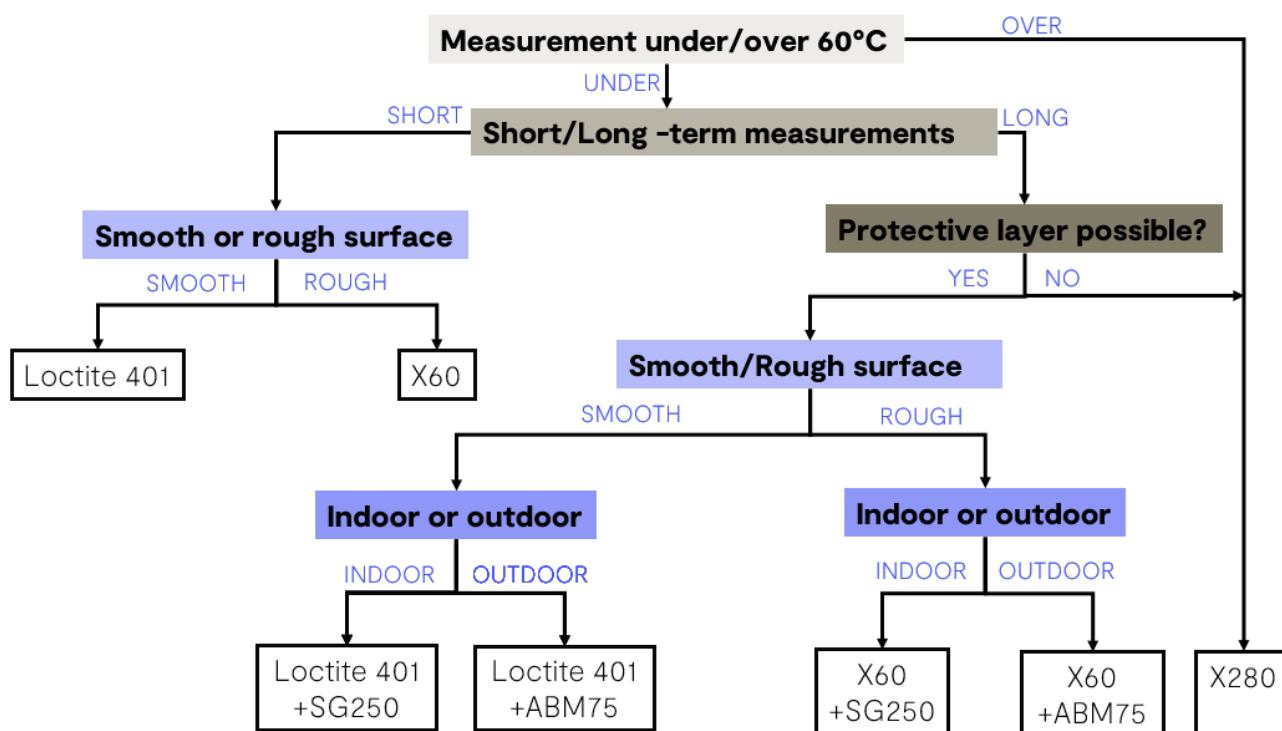 Measurement under/over 60°C
OVER
UNDER
SHORT
Short/Long -term measurements
LONG
Smooth or rough surface
Protective layer possible?
SMOOTH
ROUGH
YES
NO
Loctite 401
X60
Smooth/Rough surface
SMOOTH
ROUGH
Indoor or outdoor
Indoor or outdoor
INDOOR
OUTDOOR
INDOOR
OUTDOOR
Loctite 401
+SG250
Loctite 401
+ABM75
X60
+SG250
X60
+ABM75
X280